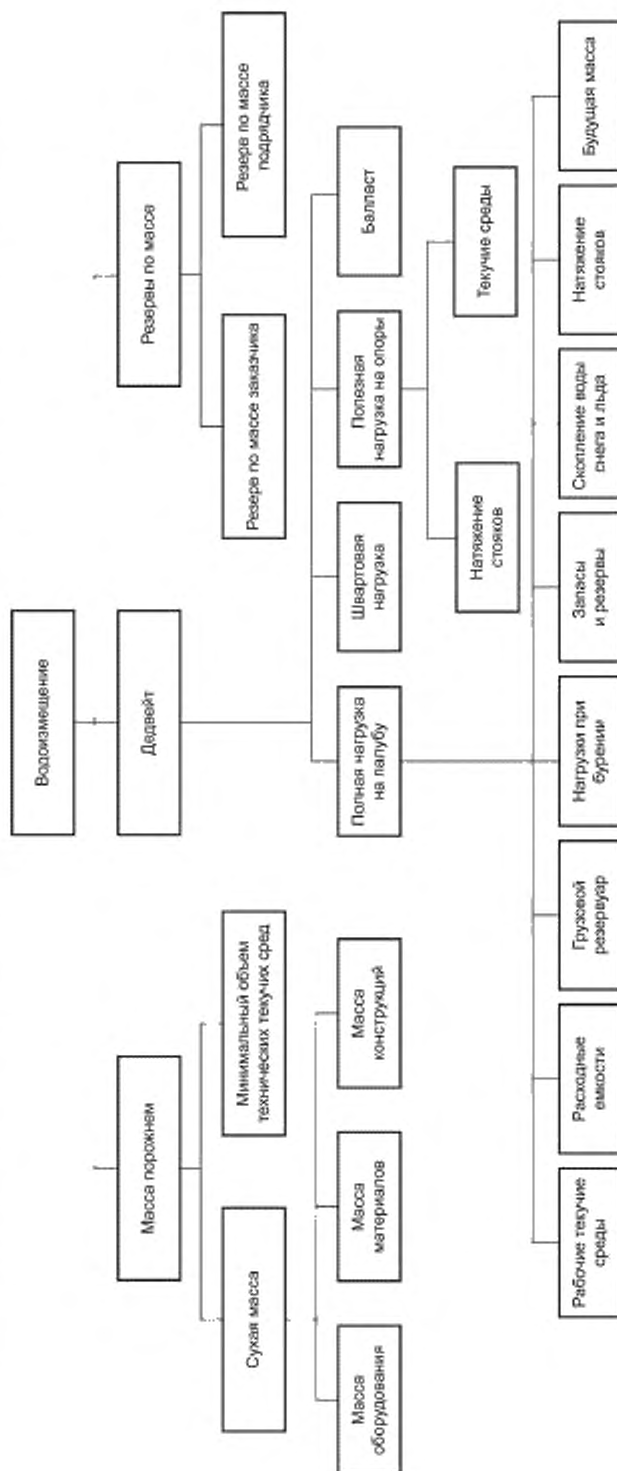 Водоизмещение
Масса порожнем
Дедвейт
Резервы по массе
Сухая масса
Минимальный объем
технических текучих сред
Резерв по массе заказчика
Резерв по массе
подрядчика
Масса
оборудования
Масса
материалов
Масса
конструкций
Полная нагрузка
на палубу
Швартовая
нагрузка
Полезная
нагрузка на опоры
Балласт
Натяжение
стояков
Текучие среды
Рабочие текучие
среды
Расходные
емкости
Грузовой
резервуар
Нагрузки при
бурении
Запасы
и резервы
Скопление воды
снега и льда
Натяжение
стояков
Будущая масса